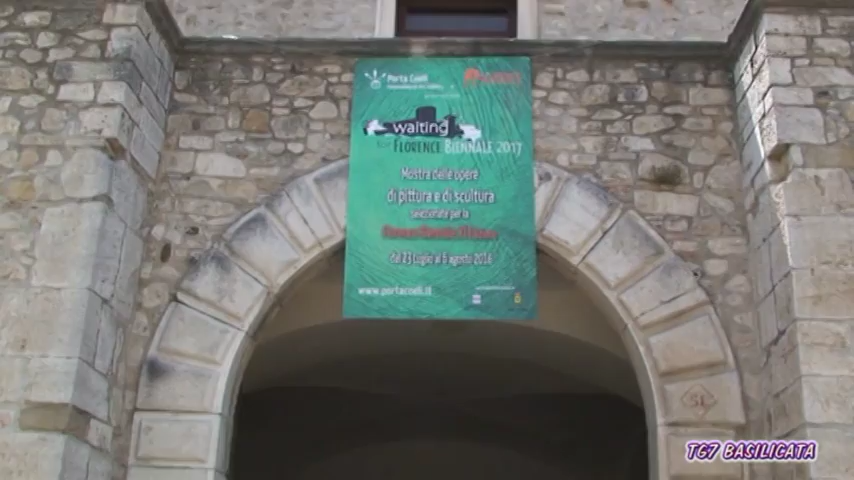 Porta Coeli
waiting
for FLORENCE BIENNALE 2017
Mostra delle opere
di pittura e di scultura
selezionate per la
dal 23 luglio al 6 agosto 2016
www.portacoeli.it
TG7 BASILICATA